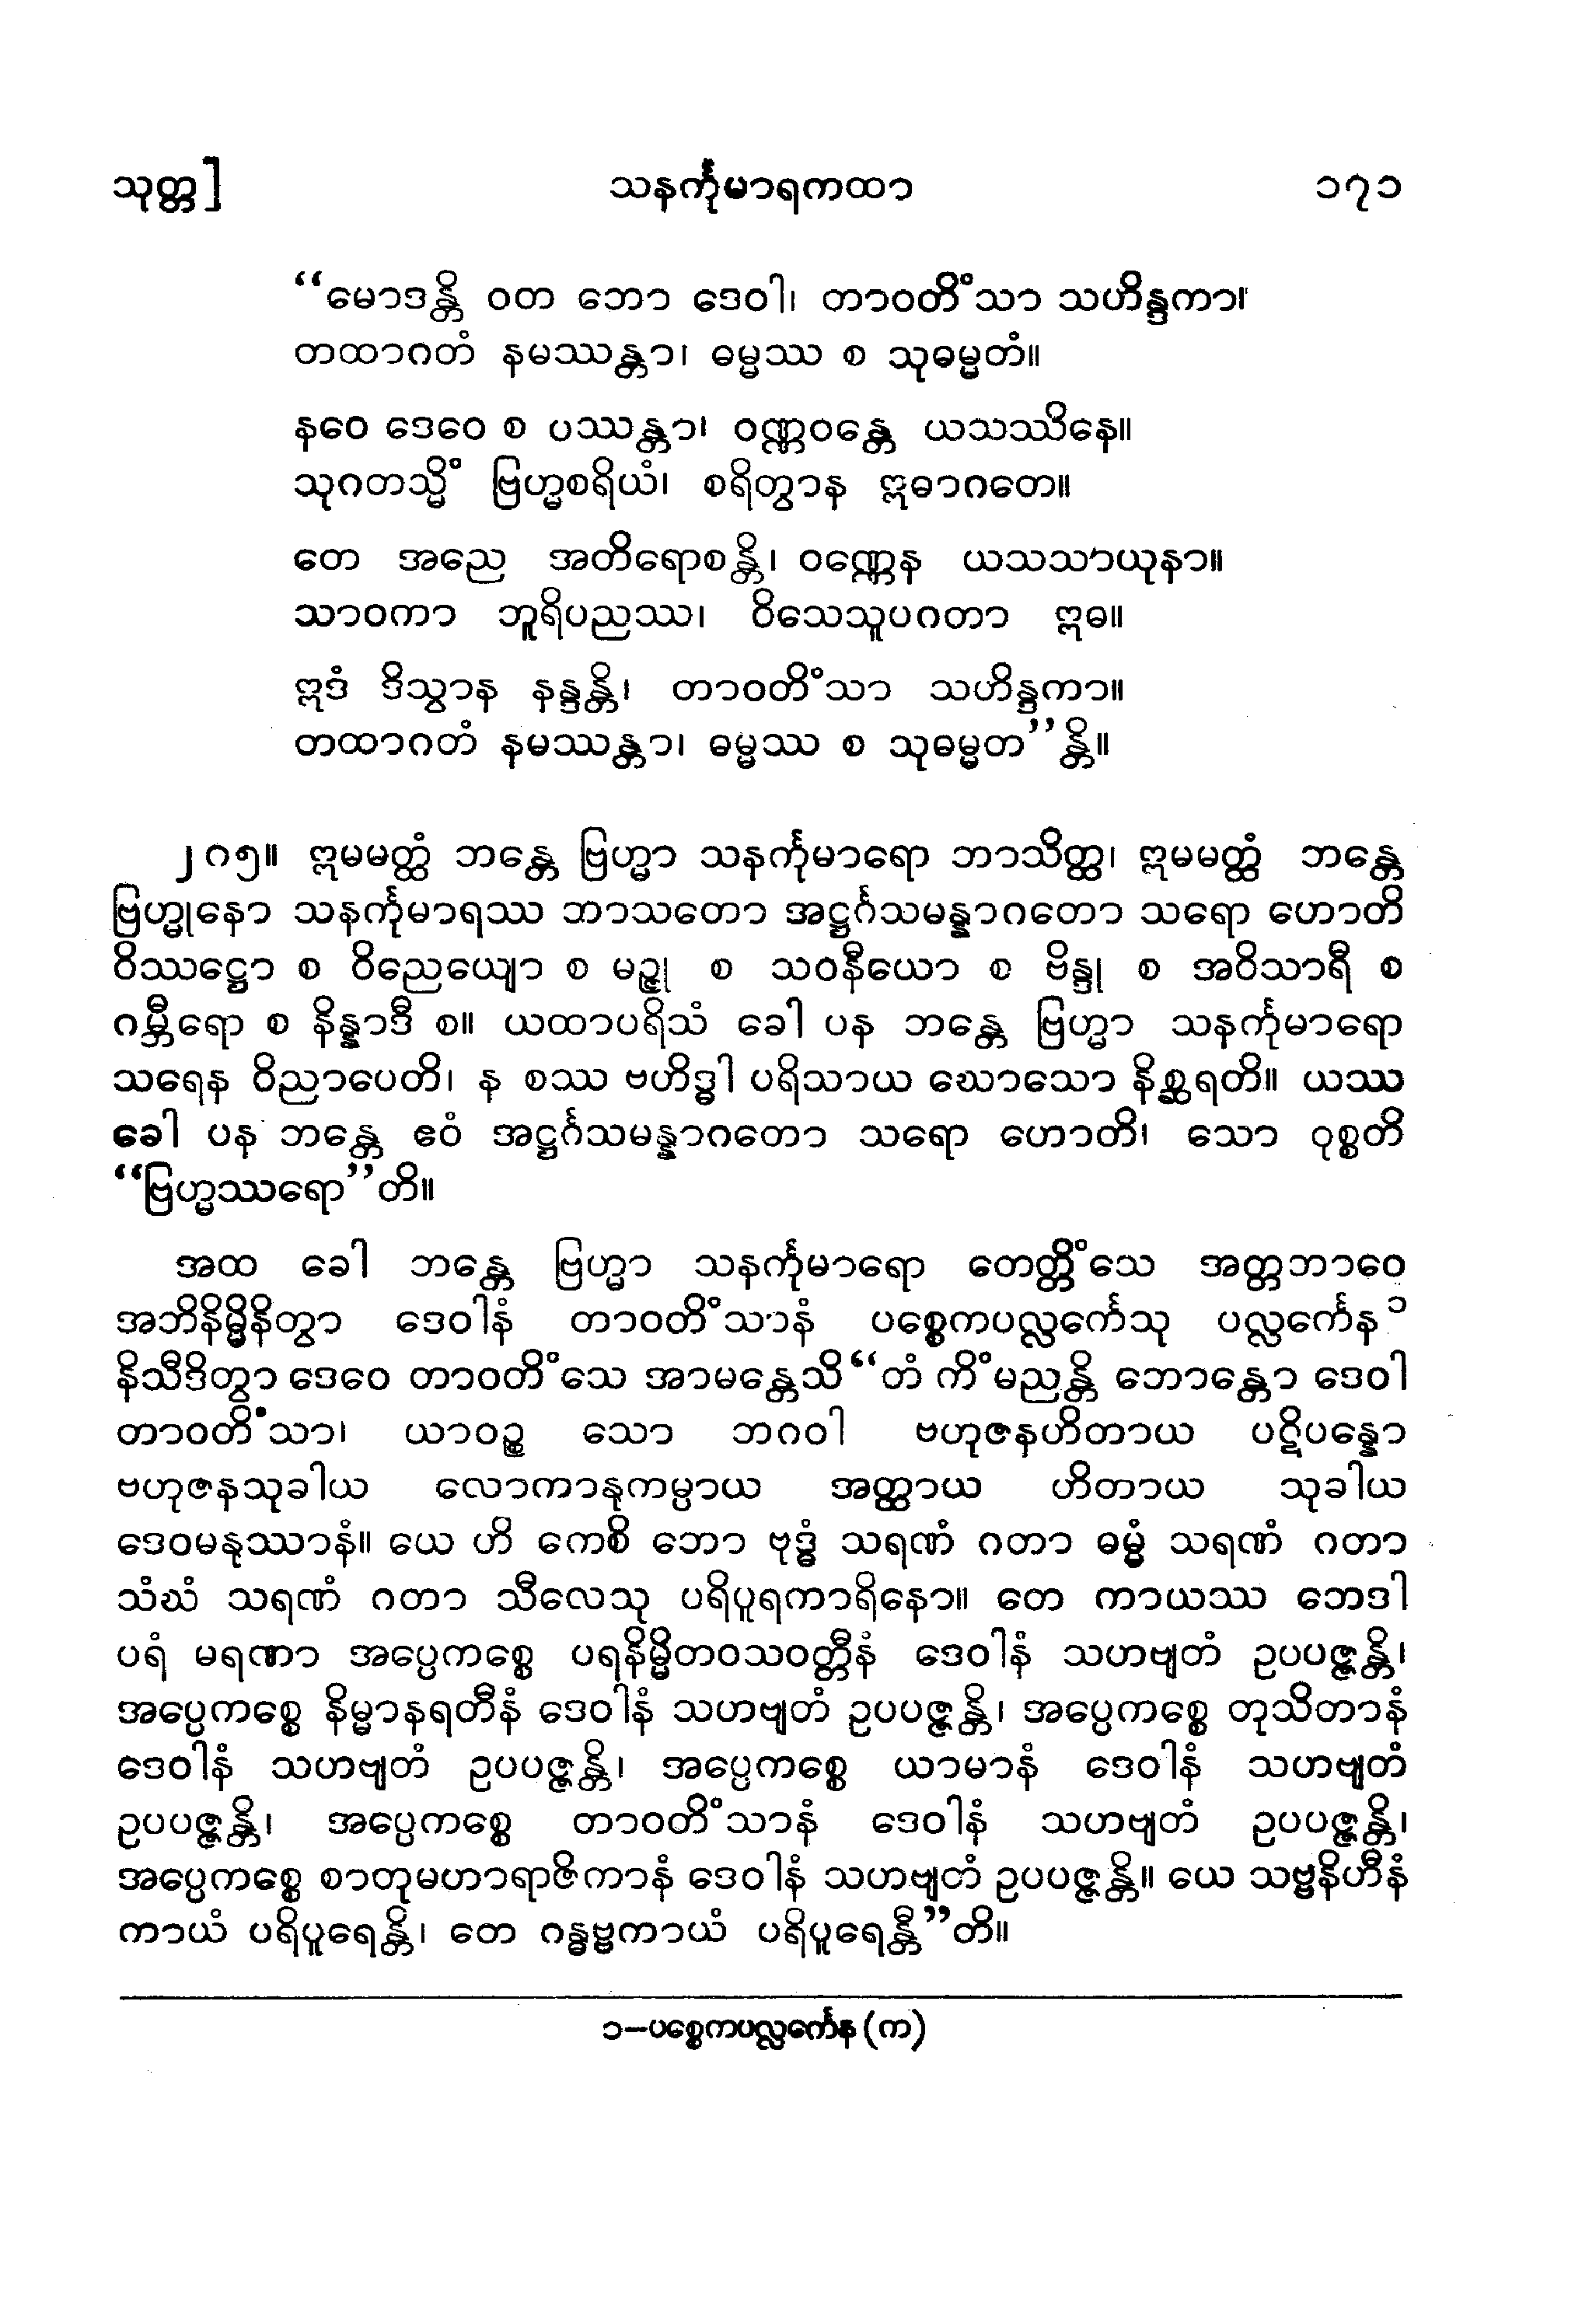 သုတ္တ] သနင်္ကုမာရကထာ ၁၇၁
“မောဒန္တိ ဝတ ဘော ဒေဝါ၊ တာဝတိံသာ သဟိန္ဒကာ။
တထာဂတံ နမဿန္တာ၊ ဓမ္မဿ စ သုဓမ္မတံ။
နဝေ ဒေဝေ စ ပဿန္တာ၊ ဝဏ္ဏဝန္တေ ယသဿိနေ။
သုဂတသ္မိံ ဗြဟ္မစရိယံ၊ စရိတွာန ဣဓာဂတေ။
တေ အညေ အတိရောစန္တိ၊ ဝဏ္ဏေန ယသသာယုနာ။
သာဝကာ ဘူရိပညဿ၊ ဝိသေသူပဂတာ ဣဓ။
ဣဒံ ဒိသွာန နန္ဒန္တိ၊ တာဝတိံသာ သဟိန္ဒကာ။
တထာဂတံ နမဿန္တာ၊ ဓမ္မဿ စ သုဓမ္မတ”န္တိ။
၂၈၅။ ဣမမတ္ထံ ဘန္တေ ဗြဟ္မာ သနင်္ကုမာရော ဘာသိတ္ထ၊ ဣမမတ္ထံ ဘန္တေ
ဗြဟ္မုနော သနင်္ကုမာရဿ ဘာသတော အဋ္ဌင်္ဂသမန္နာဂတော သရော ဟောတိ
ဝိဿဋ္ဌော စ ဝိညေယျော စ မဉ္ဇု စ သဝနီယော စ ဗိန္ဒု စ အဝိသာရီ စ
ဂမ္ဘီရော စ နိန္နာဒီ စ။ ယထာပရိသံ ခေါ ပန ဘန္တေ ဗြဟ္မာ သနင်္ကုမာရော
သရေန ဝိညာပေတိ၊ န စဿ ဗဟိဒ္ဓါ ပရိသာယ ဃောသော နိစ္ဆရတိ။ ယဿ
ခေါ ပန ဘန္တေ ဧဝံ အဋ္ဌင်္ဂသမန္နာဂတော သရော ဟောတိ၊ သော ဝုစ္စတိ
“ဗြဟ္မဿရော”တိ။
အထ ခေါ ဘန္တေ ဗြဟ္မာ သနင်္ကုမာရော တေတ္တိံသေ အတ္တဘာဝေ
အဘိနိမ္မိနိတွာ ဒေဝါနံ တာဝတိံသာနံ ပစ္စေကပလ္လင်္ကေသု ပလ္လင်္ကေန ၁
နိသီဒိတွာ ဒေဝေ တာဝတိံသေ အာမန္တေသိ “တံ ကိံ မညန္တိ ဘောန္တော ဒေဝါ
တာဝတိံသာ၊ ယာဝဉ္စ သော ဘဂဝါ ဗဟုဇနဟိတာယ ပဋိပန္နော
ဗဟုဇနသုခါယ လောကာနုကမ္ပာယ အတ္ထာယ ဟိတာယ သုခါယ
ဒေဝမနုဿာနံ။ ယေ ဟိ ကေစိ ဘော ဗုဒ္ဓံ သရဏံ ဂတာ ဓမ္မံ သရဏံ ဂတာ
သံဃံ သရဏံ ဂတာ သီလေသု ပရိပူရကာရိနော။ တေ ကာယဿ ဘေဒါ
ပရံ မရဏာ အပ္ပေကစ္စေ ပရနိမ္မိတဝသဝတ္တီနံ ဒေဝါနံ သဟဗျတံ ဥပပဇ္ဇန္တိ၊
အပ္ပေကစ္စေ နိမ္မာနရတီနံ ဒေဝါနံ သဟဗျတံ ဥပပဇ္ဇန္တိ၊ အပ္ပေကစ္စေ တုသိတာနံ
ဒေဝါနံ သဟဗျတံ ဥပပဇ္ဇန္တိ၊ အပ္ပေကစ္စေ ယာမာနံ ဒေဝါနံ သဟဗျတံ
ဥပပဇ္ဇန္တိ၊ အပ္ပေကစ္စေ တာဝတိံသာနံ ဒေဝါနံ သဟဗျတံ ဥပပဇ္ဇန္တိ၊
အပ္ပေကစ္စေ စာတုမဟာရာဇိကာနံ ဒေဝါနံ သဟဗျတံ ဥပပဇ္ဇန္တိ။ ယေ သဗ္ဗနိဟီနံ
ကာယံ ပရိပူရေန္တိ၊ တေ ဂန္ဓဗ္ဗကာယံ ပရိပူရေန္တီ”တိ။
၁–ပစ္စေကပလ္လင်္ကေန (က)